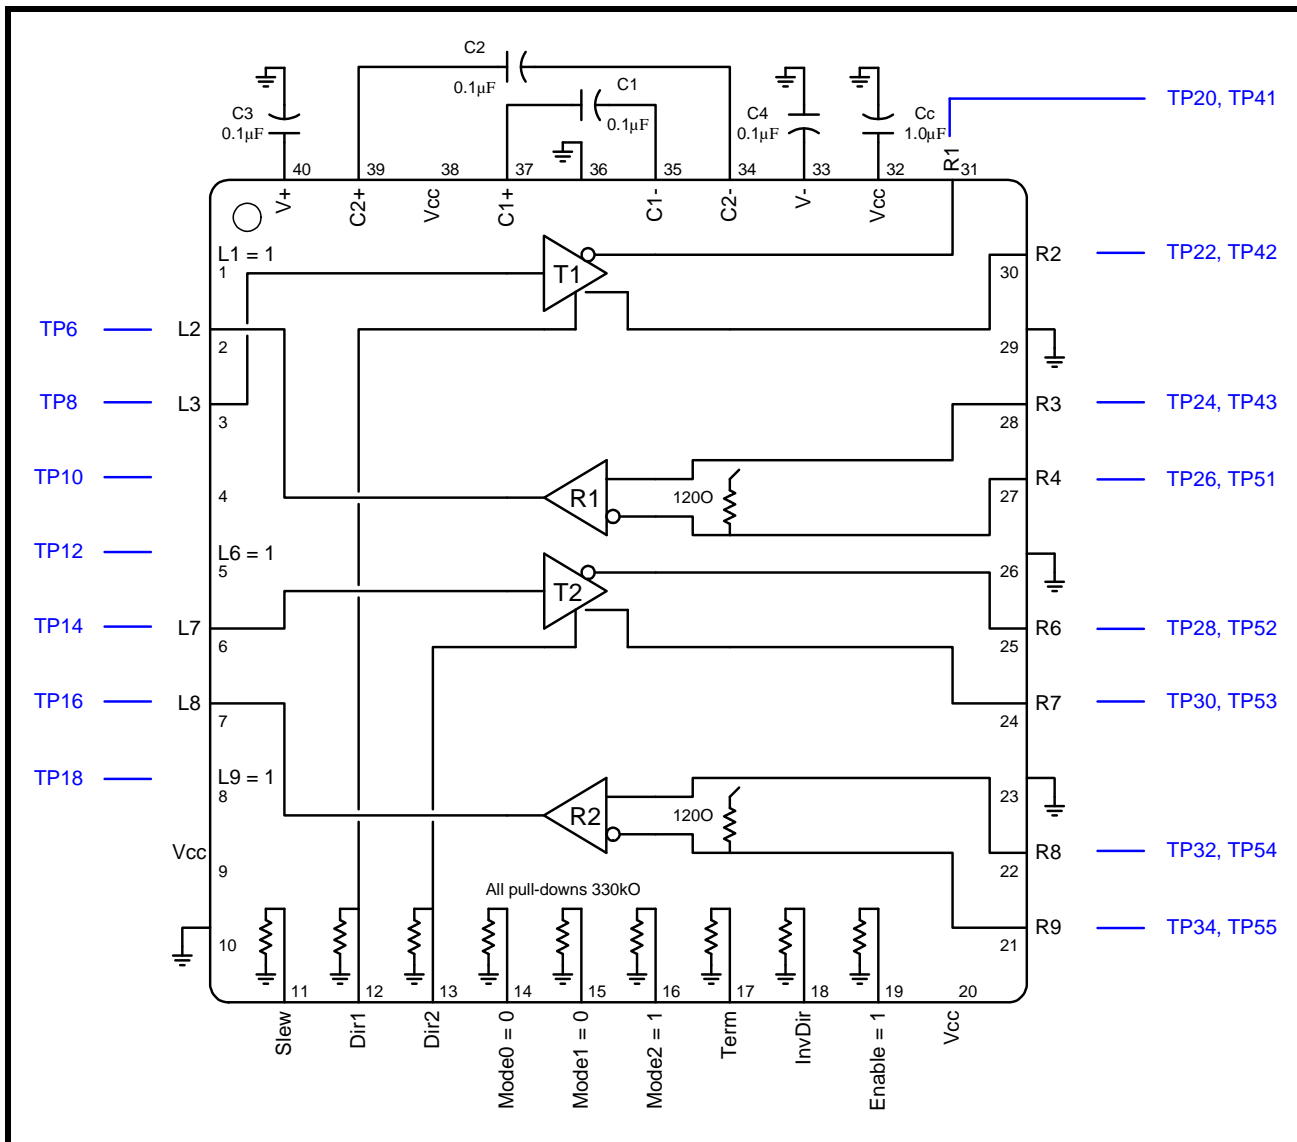 C2
0.1µF
C1
0.1µF
C3
0.1µF
C4
0.1µF
Cc
1.0µF
TP20, TP41
R1
40
39
38
37
36
35
34
33
32
31
V+
C2+
Vcc
C1+
C1-
C2-
V-
Vcc
L1 = 1
1
T1
R2
30
TP22, TP42
TP6
L2
2
29
TP8
L3
3
R3
28
TP24, TP43
TP10
4
R1
120O
R4
27
TP26, TP51
TP12
L6 = 1
5
T2
26
TP14
L7
6
R6
25
TP28, TP52
TP16
L8
7
R7
24
TP30, TP53
TP18
L9 = 1
8
R2
120O
23
Vcc
9
R8
22
TP32, TP54
All pull-downs 330kO
10
R9
21
TP34, TP55
11
12
13
14
15
16
17
18
19
20
Slew
Dir1
Dir2
Mode0 = 0
Mode1 = 0
Mode2 = 1
Term
InvDir
Enable = 1
Vcc